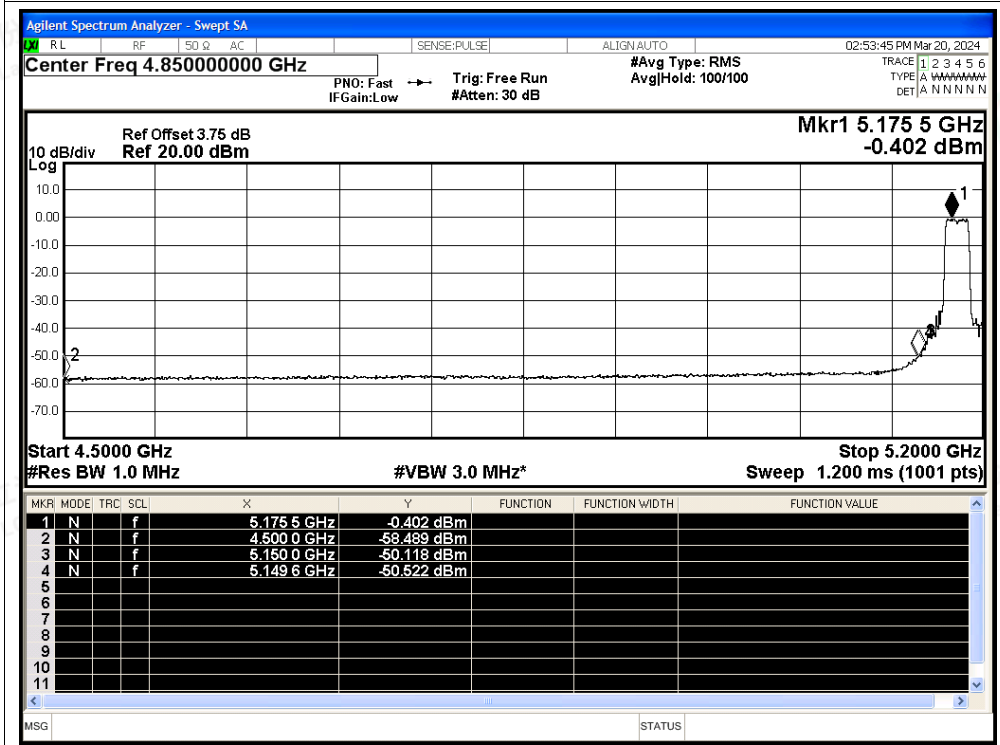 Agilent Spectrum Analyzer - Swept SA
LXI RL RF 50 Ω AC SENSE:PULSE ALIGN AUTO 02:53:45 PM Mar 20, 2024
Center Freq 4.850000000 GHz #Avg Type: RMS TRACE 1 2 3 4 5 6
PNO: Fast Trig: Free Run Avg|Hold: 100/100 TYPE A WWWWW
IFGain:Low #Atten: 30 dB DET A N N N N N
Mkr1 5.175 5 GHz
Ref Offset 3.75 dB
10 dB/div Ref 20.00 dBm -0.402 dBm
Log
10.0
1
0.00
-10.0
-20.0
-30.0
-40.0
-50.0 2
-60.0
-70.0
Start 4.5000 GHz Stop 5.2000 GHz
#Res BW 1.0 MHz #VBW 3.0 MHz* Sweep 1.200 ms (1001 pts)
MKR MODE TRC SCL X Y FUNCTION FUNCTION WIDTH FUNCTION VALUE
1 N f 5.175 5 GHz -0.402 dBm
2 N f 4.500 0 GHz -58.489 dBm
3 N f 5.150 0 GHz -50.118 dBm
4 N f 5.149 6 GHz -50.522 dBm
5
6
7
8
9
10
11
MSG STATUS